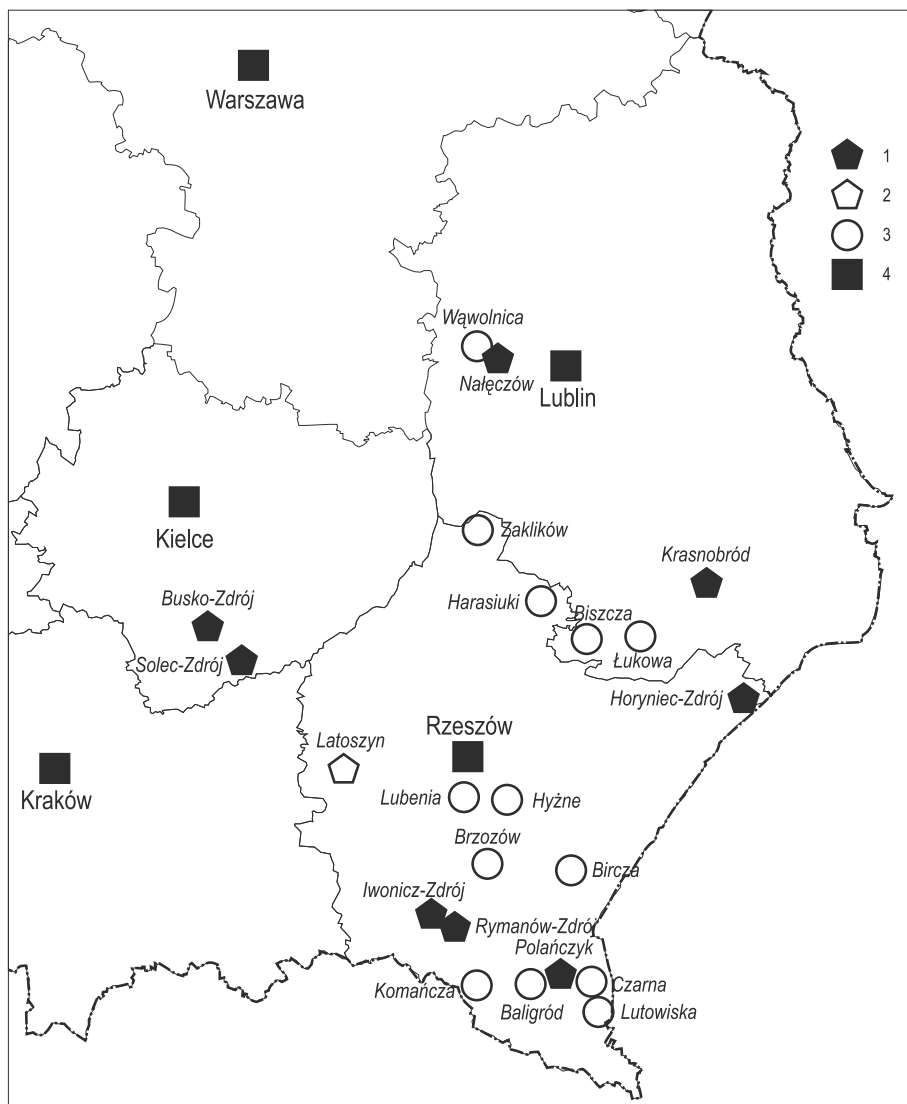 Warszawa
1
2
3
4
Wąwolnica
Nałęczów
Lublin
Kielce
Zaklików
Krasnobród
Busko-Zdrój
Harasiuki
Biszcza
Solec-Zdrój
Łukowa
Horyniec-Zdrój
Rzeszów
Latoszyn
Kraków
Lubenia
Hyżne
Brzozów
Bircza
Iwonicz-Zdrój
Rymanów-Zdrój
Polańczyk
Komańcza
Czarna
Baligród
Lutowiska